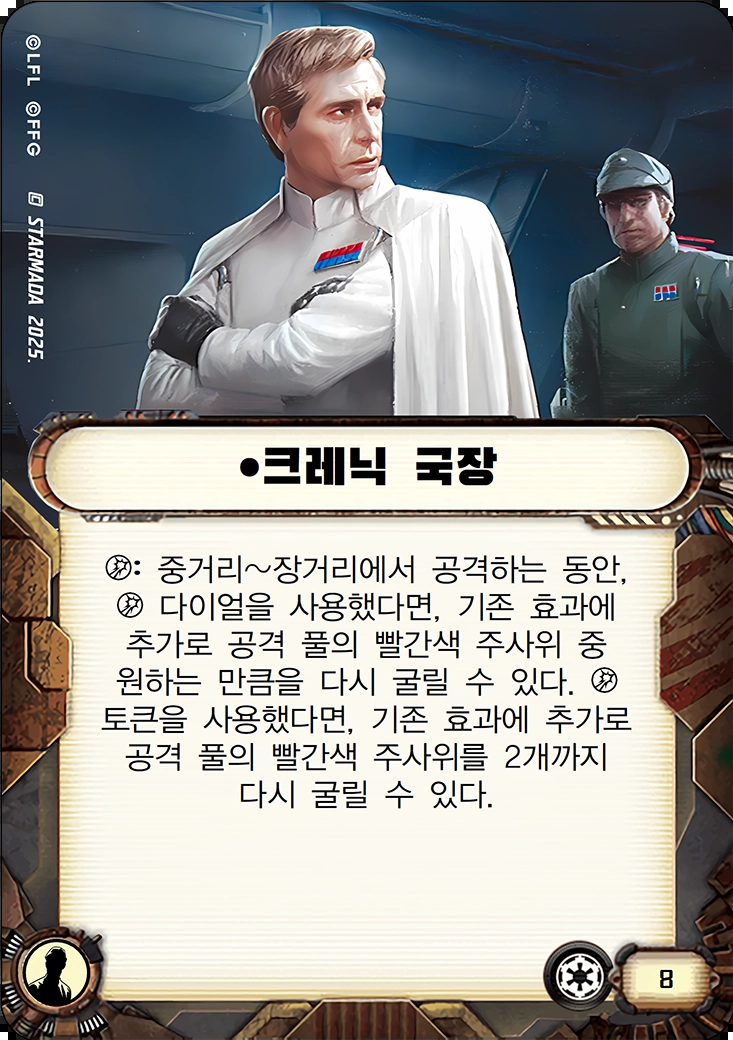 ©LFL ©FFG
STARMADA 2025.
•크레닉 국장
: 중거리~장거리에서 공격하는 동안,
다이얼을 사용했다면, 기존 효과에
추가로 공격 풀의 빨간색 주사위 중
원하는 만큼을 다시 굴릴 수 있다.
토큰을 사용했다면, 기존 효과에 추가로
공격 풀의 빨간색 주사위를 2개까지
다시 굴릴 수 있다.
8